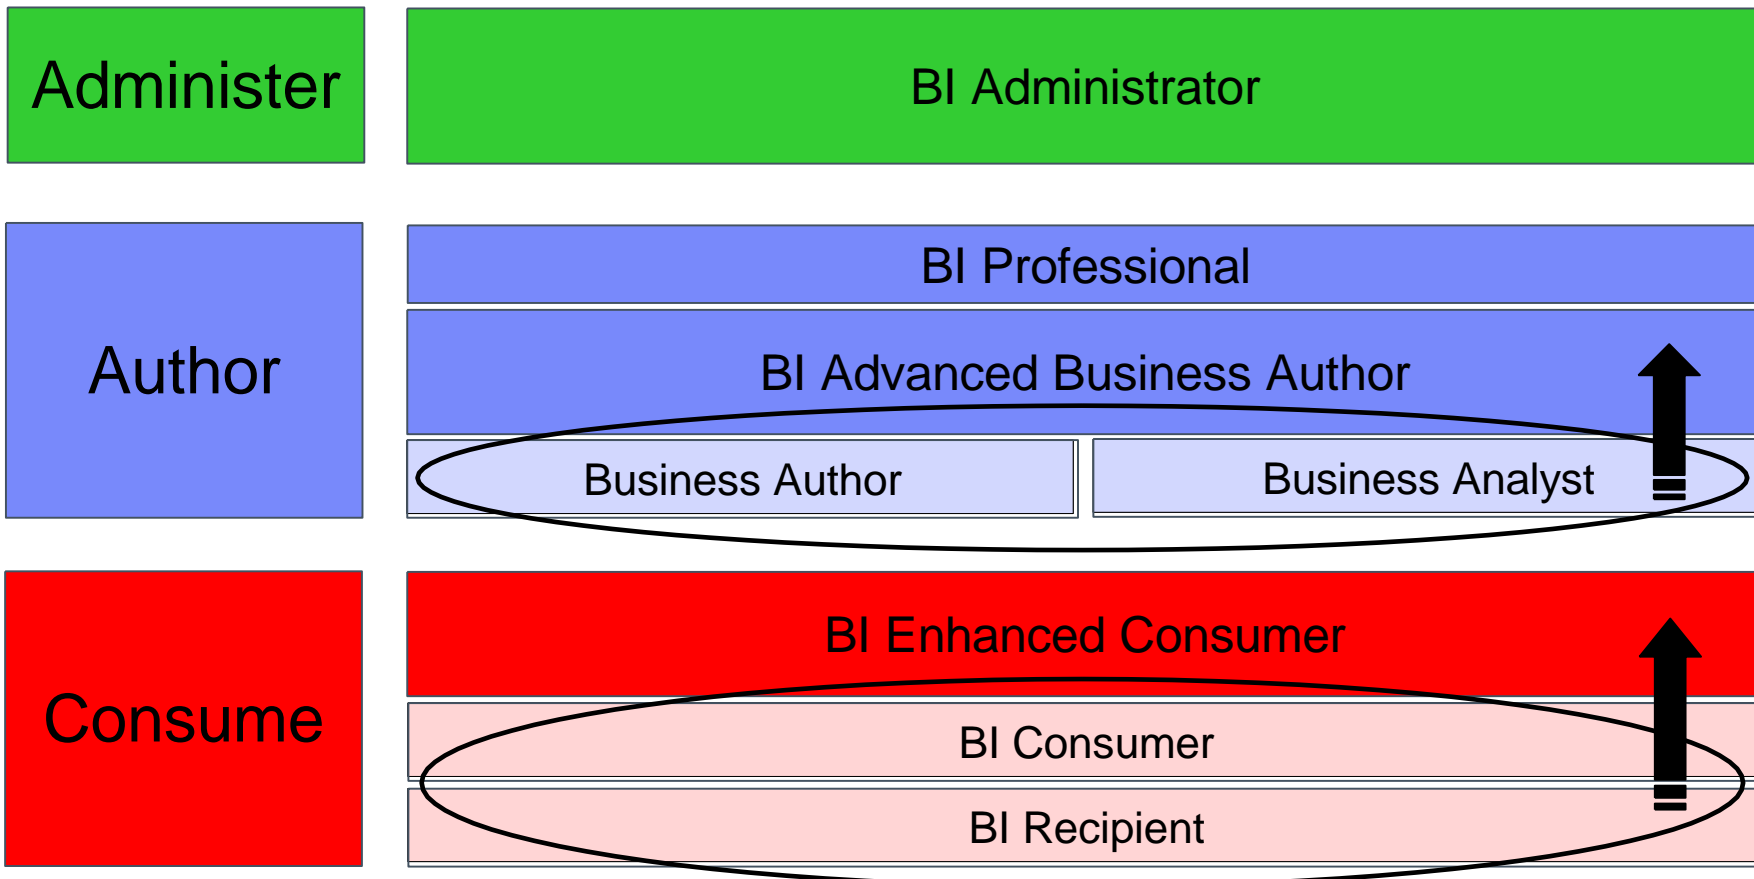 Administer
BI Administrator
Author
BI Professional
BI Advanced Business Author
Business Author
Business Analyst
Consume
BI Enhanced Consumer
BI Consumer
BI Recipient